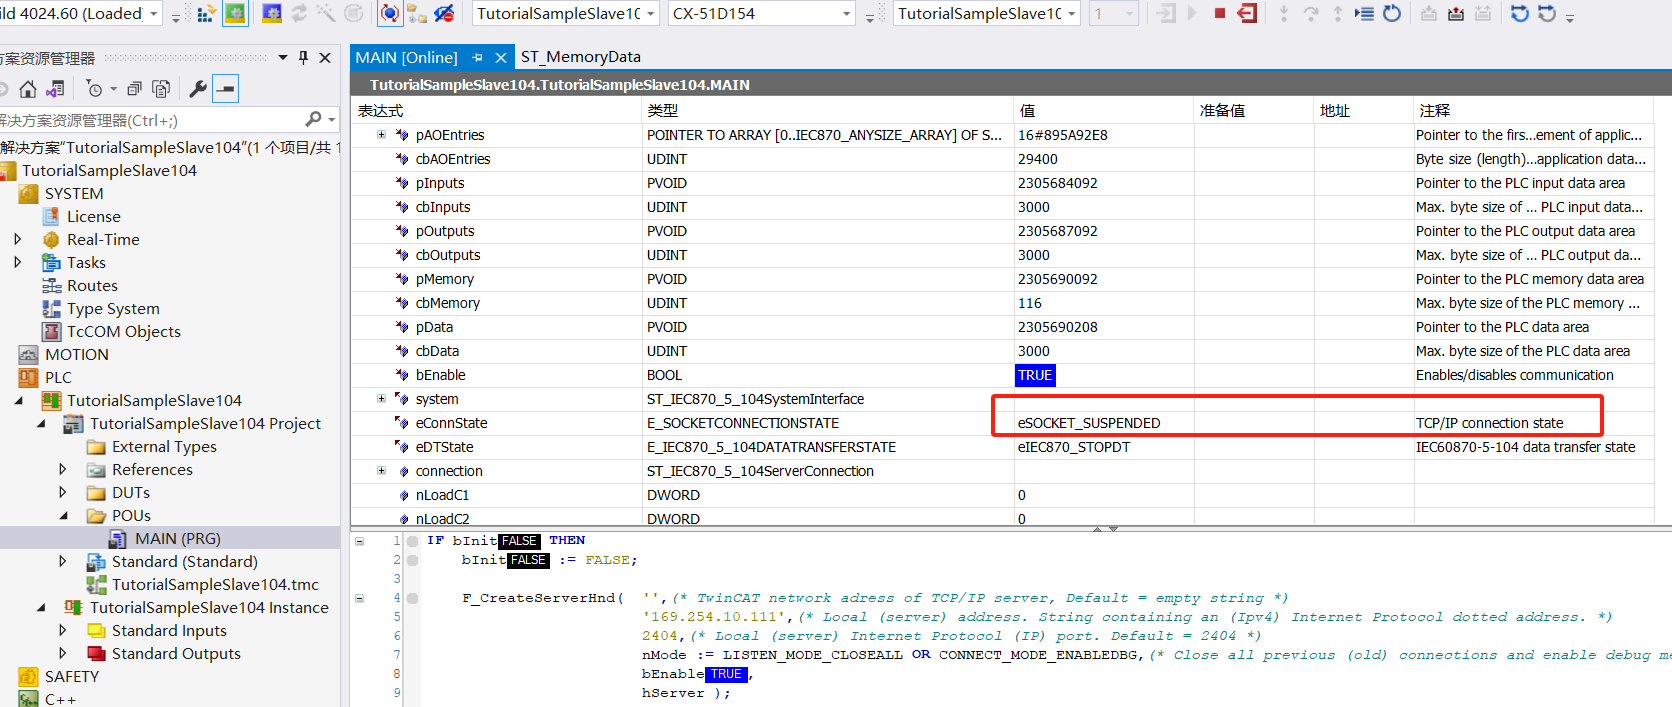 ild 4024.60 (Loaded) TutorialSampleSlave10 CX-51D154 TutorialSampleSlave10 1
方案资源管理器
解决方案资源管理器(Ctrl+;)
解决方案"TutorialSampleSlave104"(1 个项目/共 1
TutorialSampleSlave104
SYSTEM
License
Real-Time
Tasks
Routes
Type System
TcCOM Objects
MOTION
PLC
TutorialSampleSlave104
TutorialSampleSlave104 Project
External Types
References
DUTs
POUs
MAIN (PRG)
Standard (Standard)
TutorialSampleSlave104.tmc
TutorialSampleSlave104 Instance
Standard Inputs
Standard Outputs
SAFETY
C++
MAIN [Online] ST_MemoryData
TutorialSampleSlave104.TutorialSampleSlave104.MAIN
表达式 类型 值 准备值 地址 注释
pAOEntries POINTER TO ARRAY [0..IEC870_ANYSIZE_ARRAY] OF S... 16#895A92E8 Pointer to the firs...ement of applic...
cbAOEntries UDINT 29400 Byte size (length)...application data...
pInputs PVOID 2305684092 Pointer to the PLC input data area
cbInputs UDINT 3000 Max. byte size of ... PLC input data...
pOutputs PVOID 2305687092 Pointer to the PLC output data area
cbOutputs UDINT 3000 Max. byte size of ... PLC output da...
pMemory PVOID 2305690092 Pointer to the PLC memory data area
cbMemory UDINT 116 Max. byte size of the PLC memory ...
pData PVOID 2305690208 Pointer to the PLC data area
cbData UDINT 3000 Max. byte size of the PLC data area
bEnable BOOL TRUE Enables/disables communication
system ST_IEC870_5_104SystemInterface
eConnState E_SOCKETCONNECTIONSTATE eSOCKET_SUSPENDED TCP/IP connection state
eDTState E_IEC870_5_104DATATRANSFERSTATE eIEC870_STOPDT IEC60870-5-104 data transfer state
connection ST_IEC870_5_104ServerConnection
nLoadC1 DWORD 0
nLoadC2 DWORD 0
1 IF bInit FALSE THEN
2 bInit FALSE := FALSE;
3
4 F_CreateServerHnd( '',(* TwinCAT network adress of TCP/IP server, Default = empty string *)
5 '169.254.10.111',(* Local (server) address. String containing an (Ipv4) Internet Protocol dotted address. *)
6 2404,(* Local (server) Internet Protocol (IP) port. Default = 2404 *)
7 nMode := LISTEN_MODE_CLOSEALL OR CONNECT_MODE_ENABLEDBG,(* Close all previous (old) connections and enable debug me
8 bEnable TRUE ,
9 hServer );